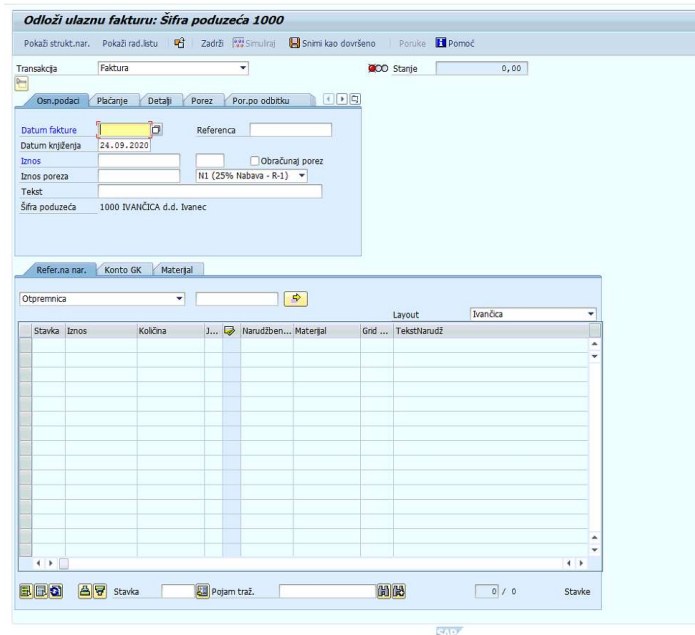 Odloži ulaznu fakturu: Šifra poduzeća 1000
Pokaži strukt.nar. Pokaži rad.listu Zadrži Simuliraj Snimi kao dovršeno Poruke Pomoć
Transakcja Faktura Stanje 0,00
Osn.podaci Plaćanje Detalji Porez Por.po odbitku
Datum fakture Referenca
Datum knjiženja 24.09.2020
Iznos Obračunaj porez
Iznos poreza N1 (25% Nabava - R-1)
Tekst
Šifra poduzeća 1000 IVANČICA d.d. Ivanec
Refer.na nar. Konto GK Materijal
Otpremnica
Layout Ivančica
Stavka Iznos Količina J... Narudžben... Materijal Grid ... TekstNarudž
Stavka Pojam traž. 0 / 0 Stavke
SAP